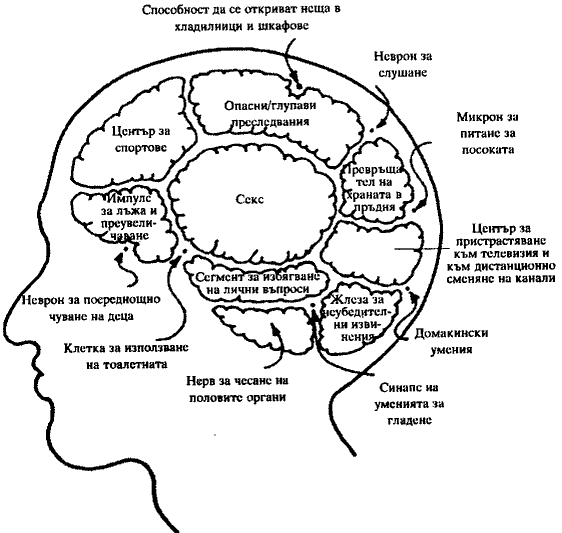 Способност да се откриват неща в
хладилници и шкафове
Неврон за
слушане
Опасни/глупави
преследвания
Център за
спортове
Микрон за
питане за
посоката
Превръща
тел на
храната в
пръдня
Секс
Импулс
за лъжа и
преувели-
чаване
Център за
пристрастяване
към телевизия и
към дистанционно
сменяне на канали
Сегмент за избягване
на лични въпроси
Неврон за посреднощно
чуване на деца
Жлеза за
неубедител-
ни изви-
нения
Домакински
умения
Клетка за използване
на тоалетната
Нерв за чесане на
половите органи
Синапс на
уменията за
гладене